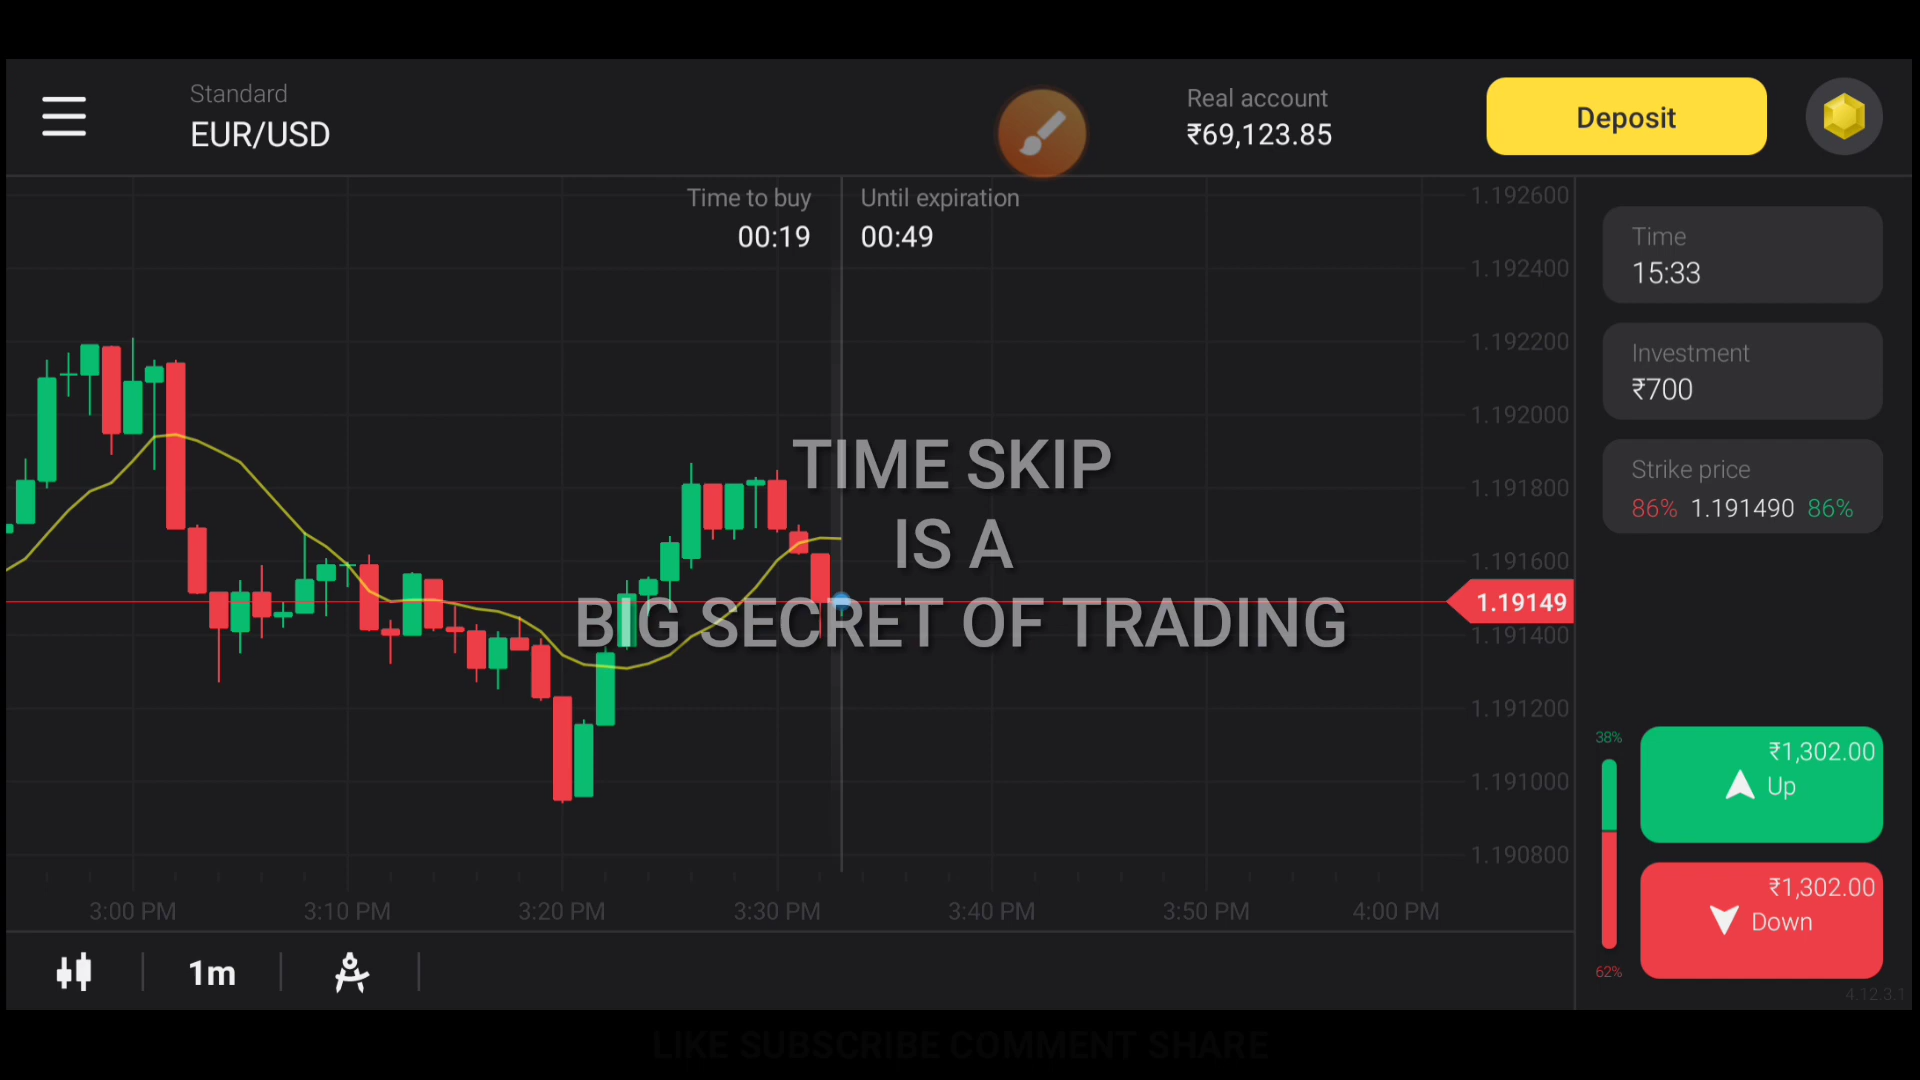 Standard
EUR/USD
Real account
₹69,123.85
Deposit
Time to buy
00:19
Until expiration
00:49
1.192600
1.192400
1.192200
1.192000
1.191800
1.191600
1.19149
1.191400
1.191200
1.191000
1.190800
TIME SKIP
IS A
BIG SECRET OF TRADING
Time
15:33
Investment
₹700
Strike price
86% 1.191490 86%
38%
₹1,302.00
Up
₹1,302.00
Down
62%
4.12.3.1
3:00 PM 3:10 PM 3:20 PM 3:30 PM 3:40 PM 3:50 PM 4:00 PM
1m
LIKE SUBSCRIBE COMMENT SHARE